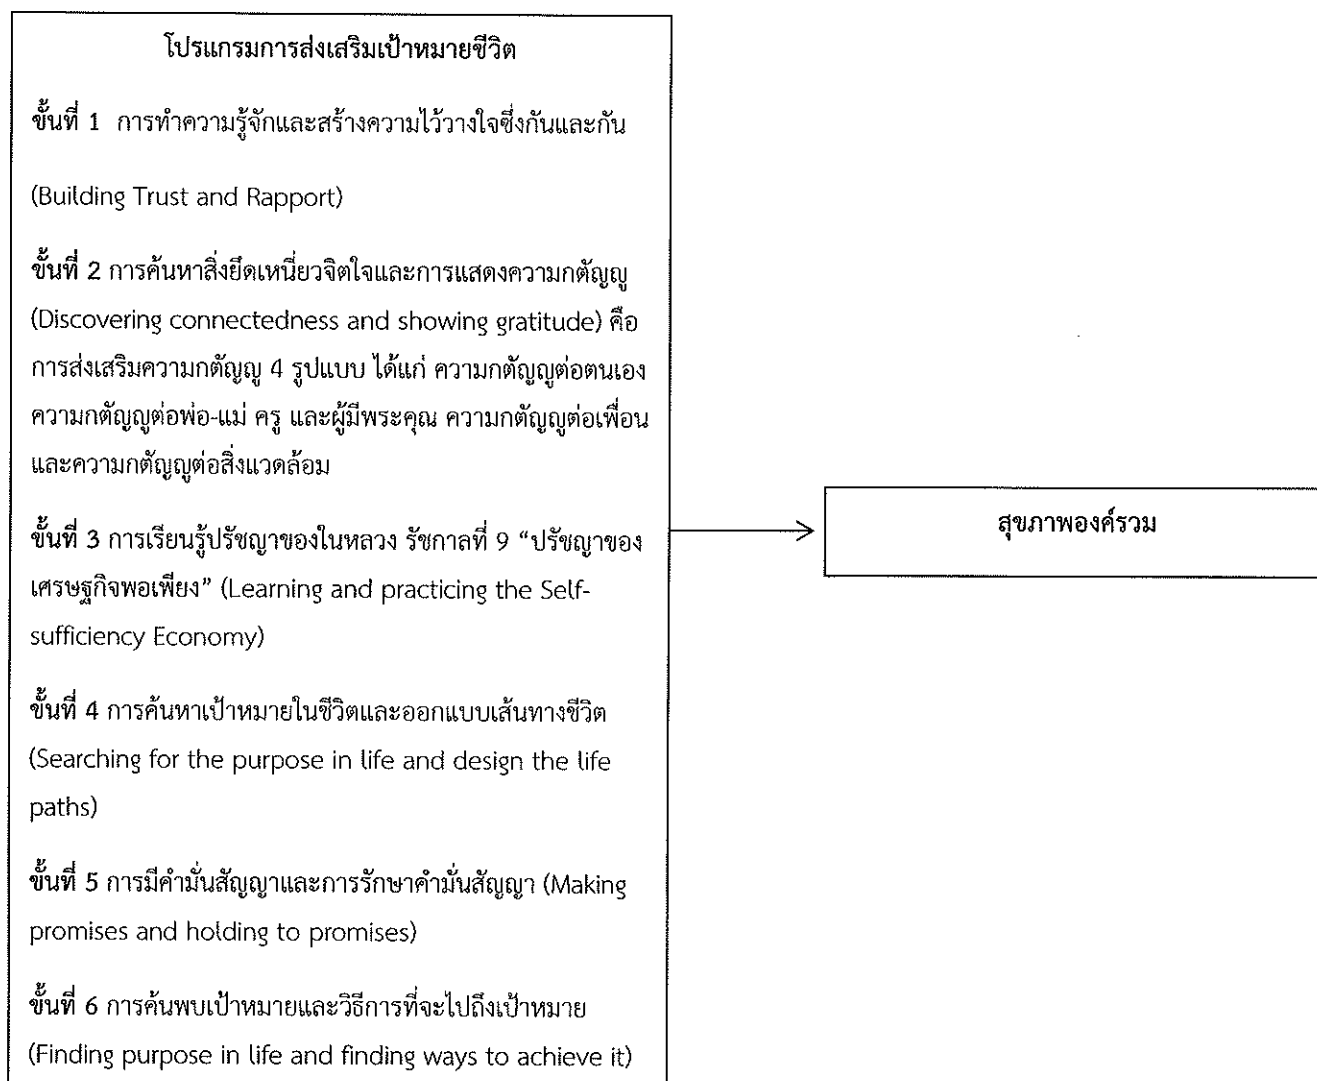 โปรแกรมการส่งเสริมเป้าหมายชีวิต
ขั้นที่ 1 การทำความรู้จักและสร้างความไว้วางใจซึ่งกันและกัน
(Building Trust and Rapport)
ขั้นที่ 2 การค้นหาสิ่งยึดเหนี่ยวจิตใจและการแสดงความกตัญญู
(Discovering connectedness and showing gratitude) คือ
การส่งเสริมความกตัญญู 4 รูปแบบ ได้แก่ ความกตัญญูต่อตนเอง
ความกตัญญูต่อพ่อ-แม่ ครู และผู้มีพระคุณ ความกตัญญูต่อเพื่อน
และความกตัญญูต่อสิ่งแวดล้อม
ขั้นที่ 3 การเรียนรู้ปรัชญาของในหลวง รัชกาลที่ 9 “ปรัชญาของ
เศรษฐกิจพอเพียง” (Learning and practicing the Self-
sufficiency Economy)
สุขภาพองค์รวม
ขั้นที่ 4 การค้นหาเป้าหมายในชีวิตและออกแบบเส้นทางชีวิต
(Searching for the purpose in life and design the life
paths)
ขั้นที่ 5 การมีคำมั่นสัญญาและการรักษาคำมั่นสัญญา (Making
promises and holding to promises)
ขั้นที่ 6 การค้นพบเป้าหมายและวิธีการที่จะไปถึงเป้าหมาย
(Finding purpose in life and finding ways to achieve it)